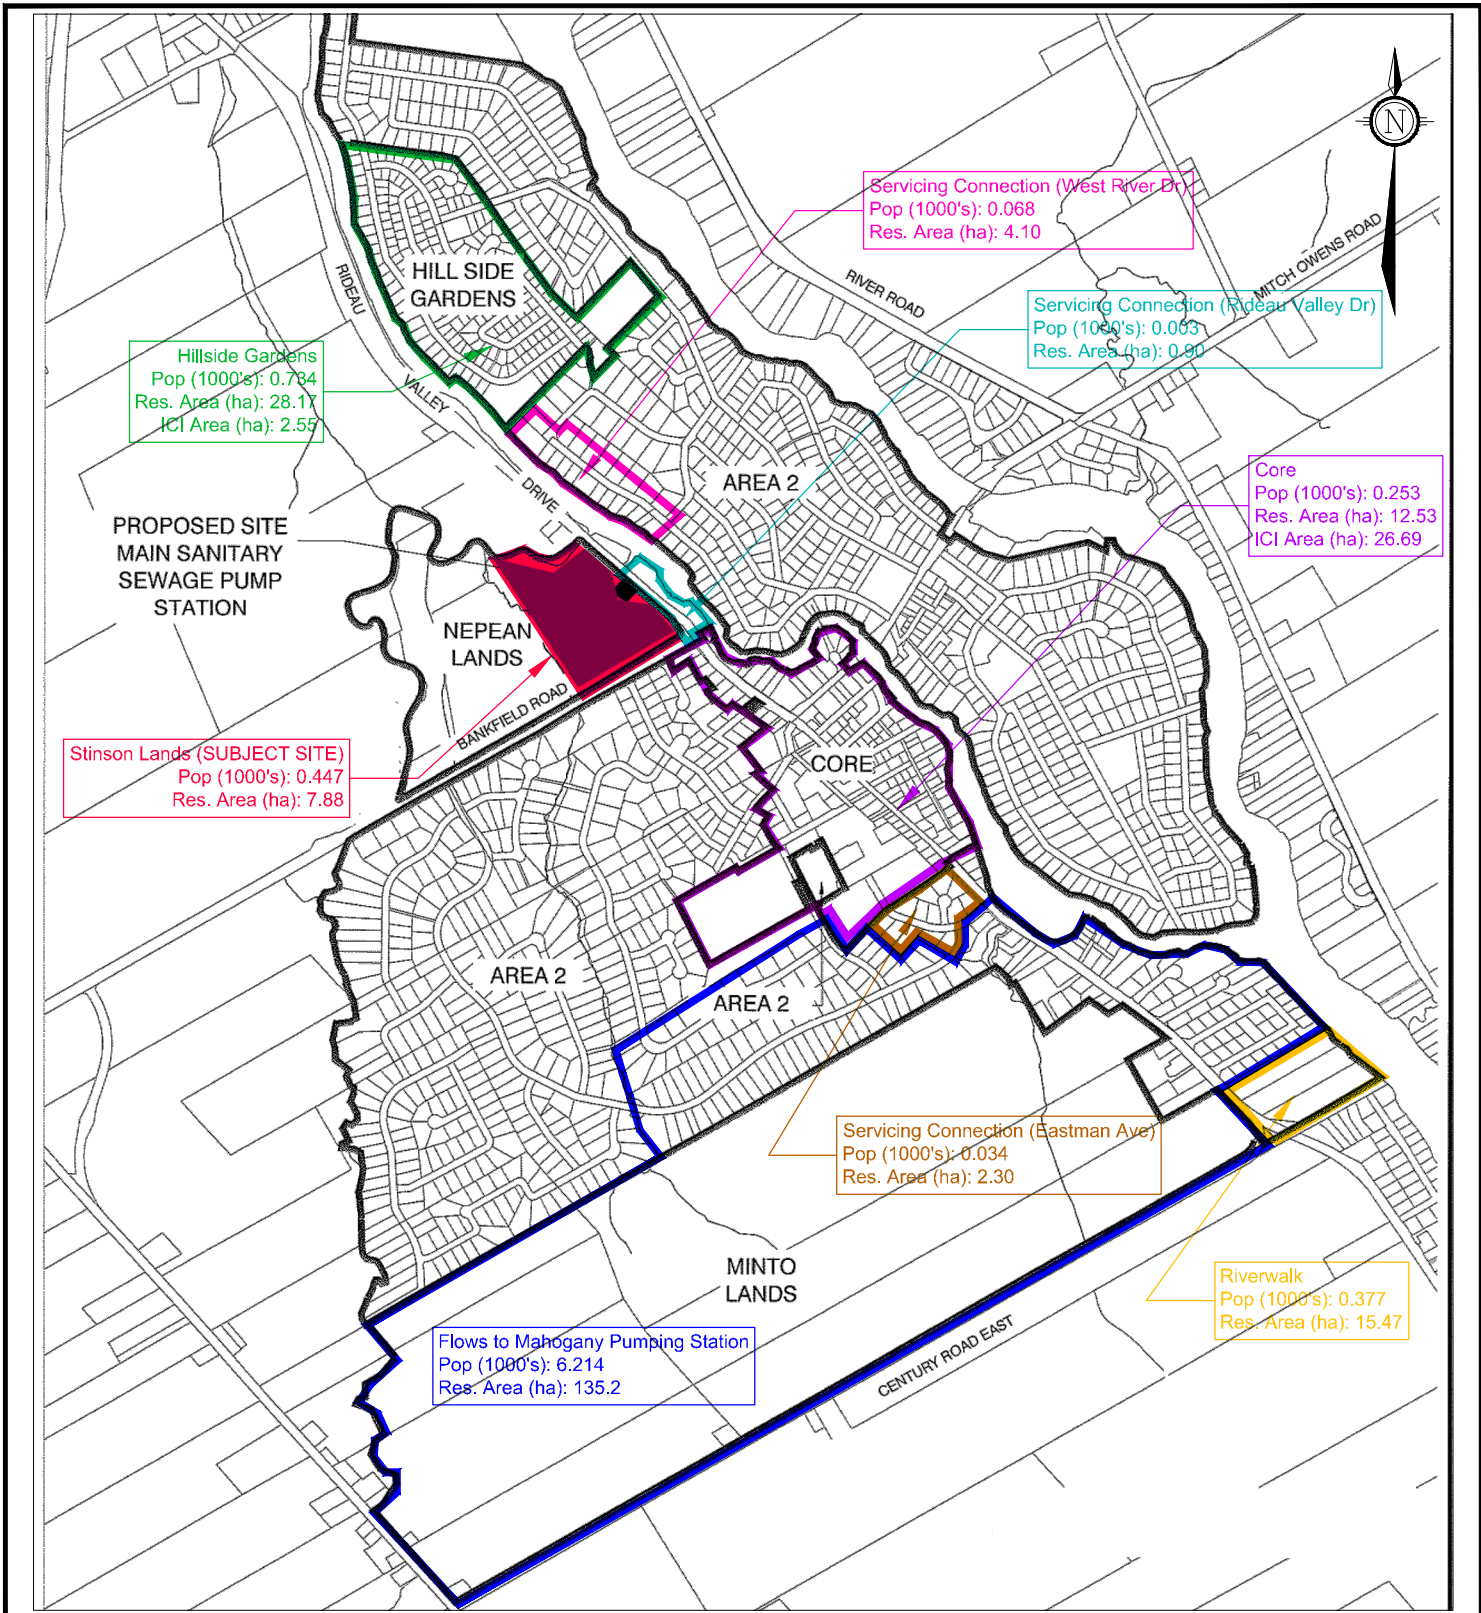 N
Servicing Connection (West River Dr)
Pop (1000's): 0.068
Res. Area (ha): 4.10
MITCH OWENS ROAD
RIVER ROAD
HILL SIDE
GARDENS
RIDEAU
VALLEY
DRIVE
Servicing Connection (Rideau Valley Dr)
Pop (1000's): 0.003
Res. Area (ha): 0.90
Hillside Gardens
Pop (1000's): 0.734
Res. Area (ha): 28.17
ICI Area (ha): 2.55
AREA 2
Core
Pop (1000's): 0.253
Res. Area (ha): 12.53
ICI Area (ha): 26.69
PROPOSED SITE
MAIN SANITARY
SEWAGE PUMP
STATION
NEPEAN
LANDS
BANKFIELD ROAD
Stinson Lands (SUBJECT SITE)
Pop (1000's): 0.447
Res. Area (ha): 7.88
CORE
AREA 2
AREA 2
Servicing Connection (Eastman Ave)
Pop (1000's): 0.034
Res. Area (ha): 2.30
MINTO
LANDS
Riverwalk
Pop (1000's): 0.377
Res. Area (ha): 15.47
Flows to Mahogany Pumping Station
Pop (1000's): 6.214
Res. Area (ha): 135.2
CENTURY ROAD EAST